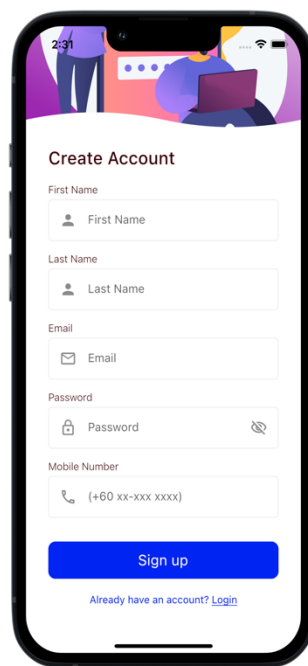 2:31
Create Account
First Name
First Name
Last Name
Last Name
Email
Email
Password
Password
Mobile Number
(+60 xx-xxx xxxx)
Sign up
Already have an account? Login